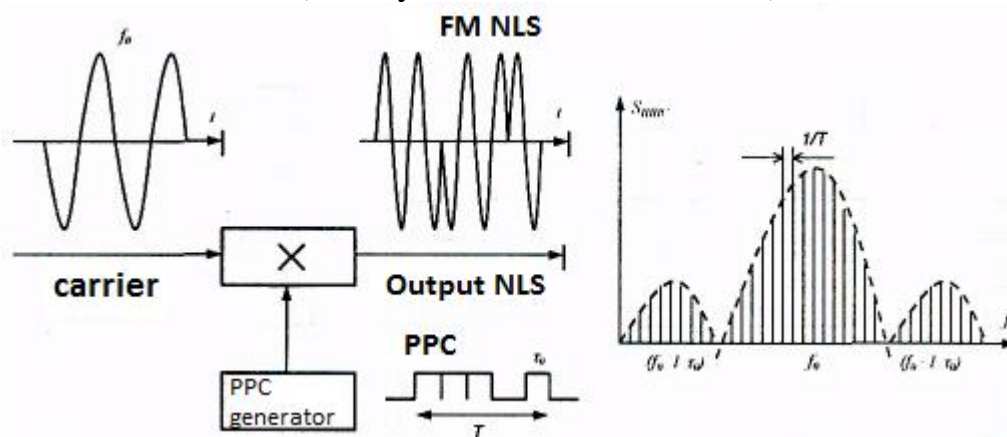 f₀
t
FM NLS
t
1/T
carrier
×
Output NLS
PPC generator
PPC
τ₀
T
f₀